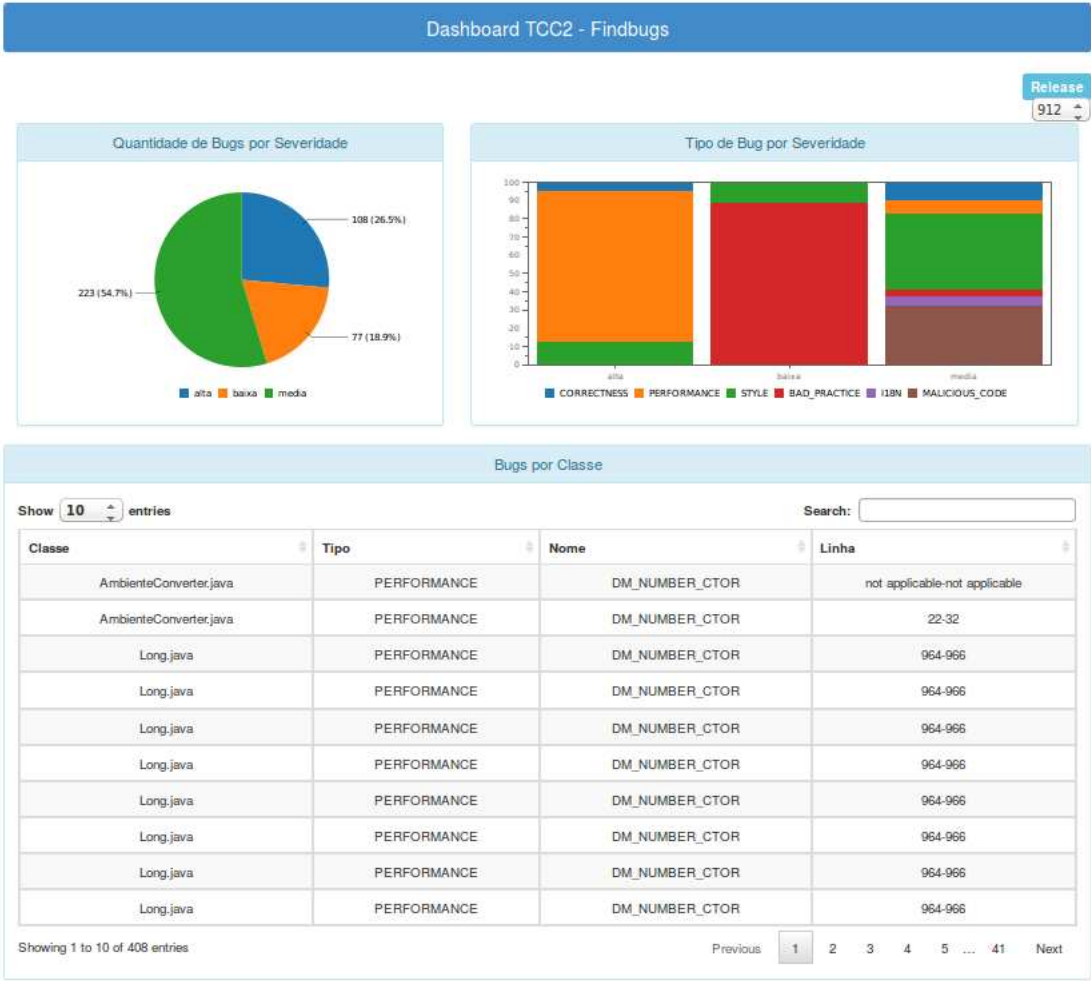 Dashboard TCC2 - Findbugs
Release
912
Quantidade de Bugs por Severidade
108 (26.5%)
223 (54.7%)
77 (18.9%)
alta baixa media
Tipo de Bug por Severidade
100
90
80
70
60
50
40
30
20
10
0
alta baixa media
CORRECTNESS PERFORMANCE STYLE BAD_PRACTICE I18N MALICIOUS_CODE
Bugs por Classe
Show 10 entries Search:
Classe Tipo Nome Linha
AmbienteConverter.java PERFORMANCE DM_NUMBER_CTOR not applicable-not applicable
AmbienteConverter.java PERFORMANCE DM_NUMBER_CTOR 22-32
Long.java PERFORMANCE DM_NUMBER_CTOR 964-966
Long.java PERFORMANCE DM_NUMBER_CTOR 964-966
Long.java PERFORMANCE DM_NUMBER_CTOR 964-966
Long.java PERFORMANCE DM_NUMBER_CTOR 964-966
Long.java PERFORMANCE DM_NUMBER_CTOR 964-966
Long.java PERFORMANCE DM_NUMBER_CTOR 964-966
Long.java PERFORMANCE DM_NUMBER_CTOR 964-966
Long.java PERFORMANCE DM_NUMBER_CTOR 964-966
Showing 1 to 10 of 408 entries Previous 1 2 3 4 5 ... 41 Next